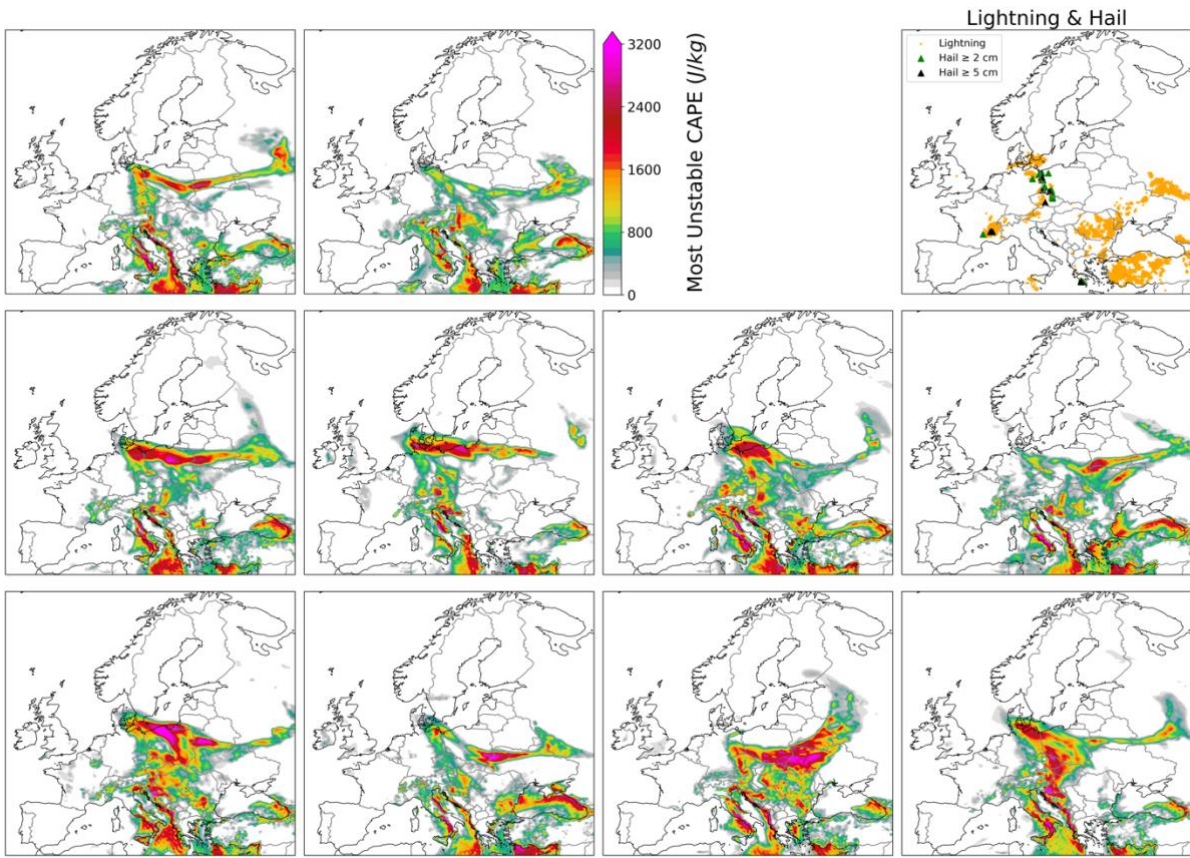 Lightning & Hail
Lightning
Hail ≥ 2 cm
Hail ≥ 5 cm
3200
2400
1600
800
0
Most Unstable CAPE (J/kg)